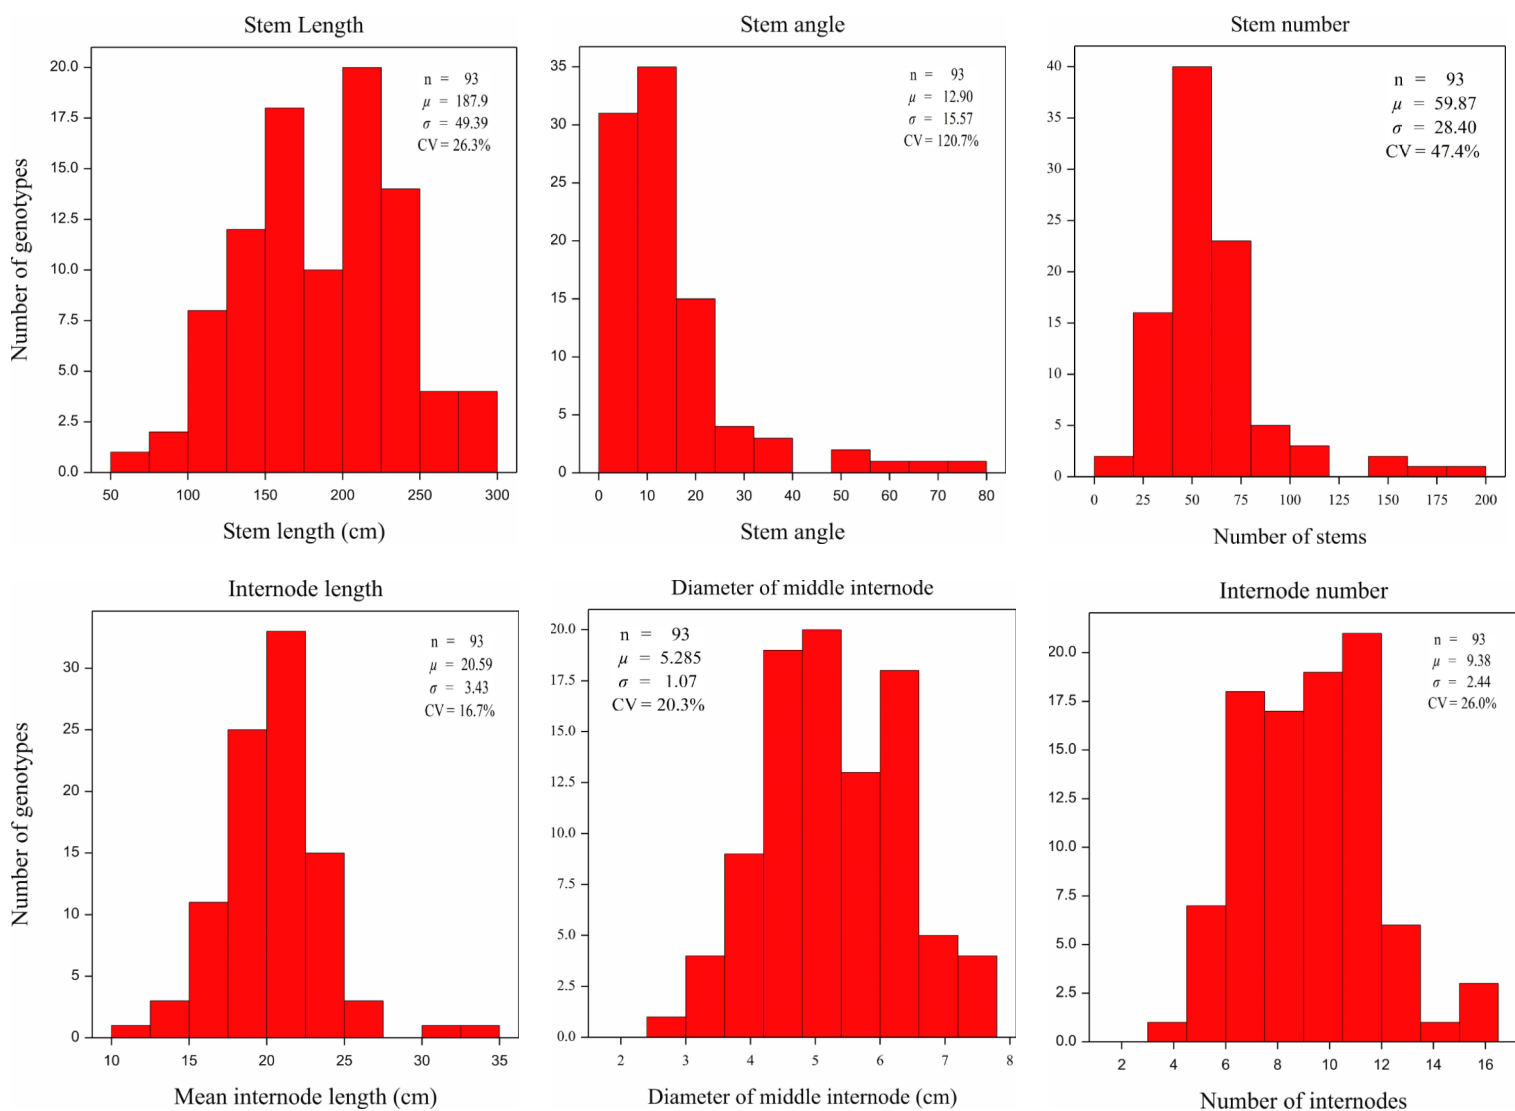 Stem Length
20.0
17.5
15.0
12.5
10.0
7.5
5.0
2.5
0.0
Number of genotypes
n = 93
μ = 187.9
σ = 49.39
CV = 26.3%
50 100 150 200 250 300
Stem length (cm)
Stem angle
35
30
25
20
15
10
5
0
n = 93
μ = 12.90
σ = 15.57
CV = 120.7%
0 10 20 30 40 50 60 70 80
Stem angle
Stem number
40
35
30
25
20
15
10
5
0
n = 93
μ = 59.87
σ = 28.40
CV = 47.4%
0 25 50 75 100 125 150 175 200
Number of stems
Internode length
30
25
20
15
10
5
0
Number of genotypes
n = 93
μ = 20.59
σ = 3.43
CV = 16.7%
10 15 20 25 30 35
Mean internode length (cm)
Diameter of middle internode
20.0
17.5
15.0
12.5
10.0
7.5
5.0
2.5
0.0
n = 93
μ = 5.285
σ = 1.07
CV = 20.3%
2 3 4 5 6 7 8
Diameter of middle internode (cm)
Internode number
20.0
17.5
15.0
12.5
10.0
7.5
5.0
2.5
0.0
n = 93
μ = 9.38
σ = 2.44
CV = 26.0%
2 4 6 8 10 12 14 16
Number of internodes